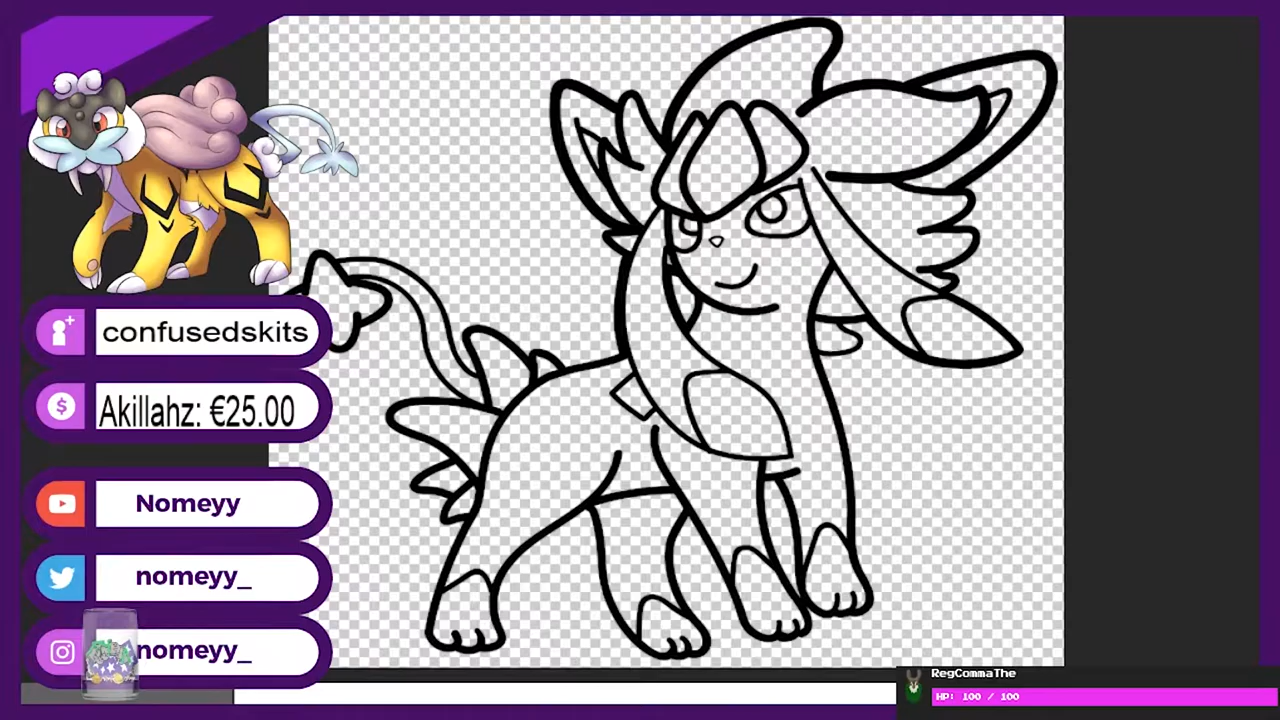 confusedskits
Akillahz: €25.00
Nomeyy
nomeyy_
nomeyy_
RegCommaThe
HP: 100 / 100